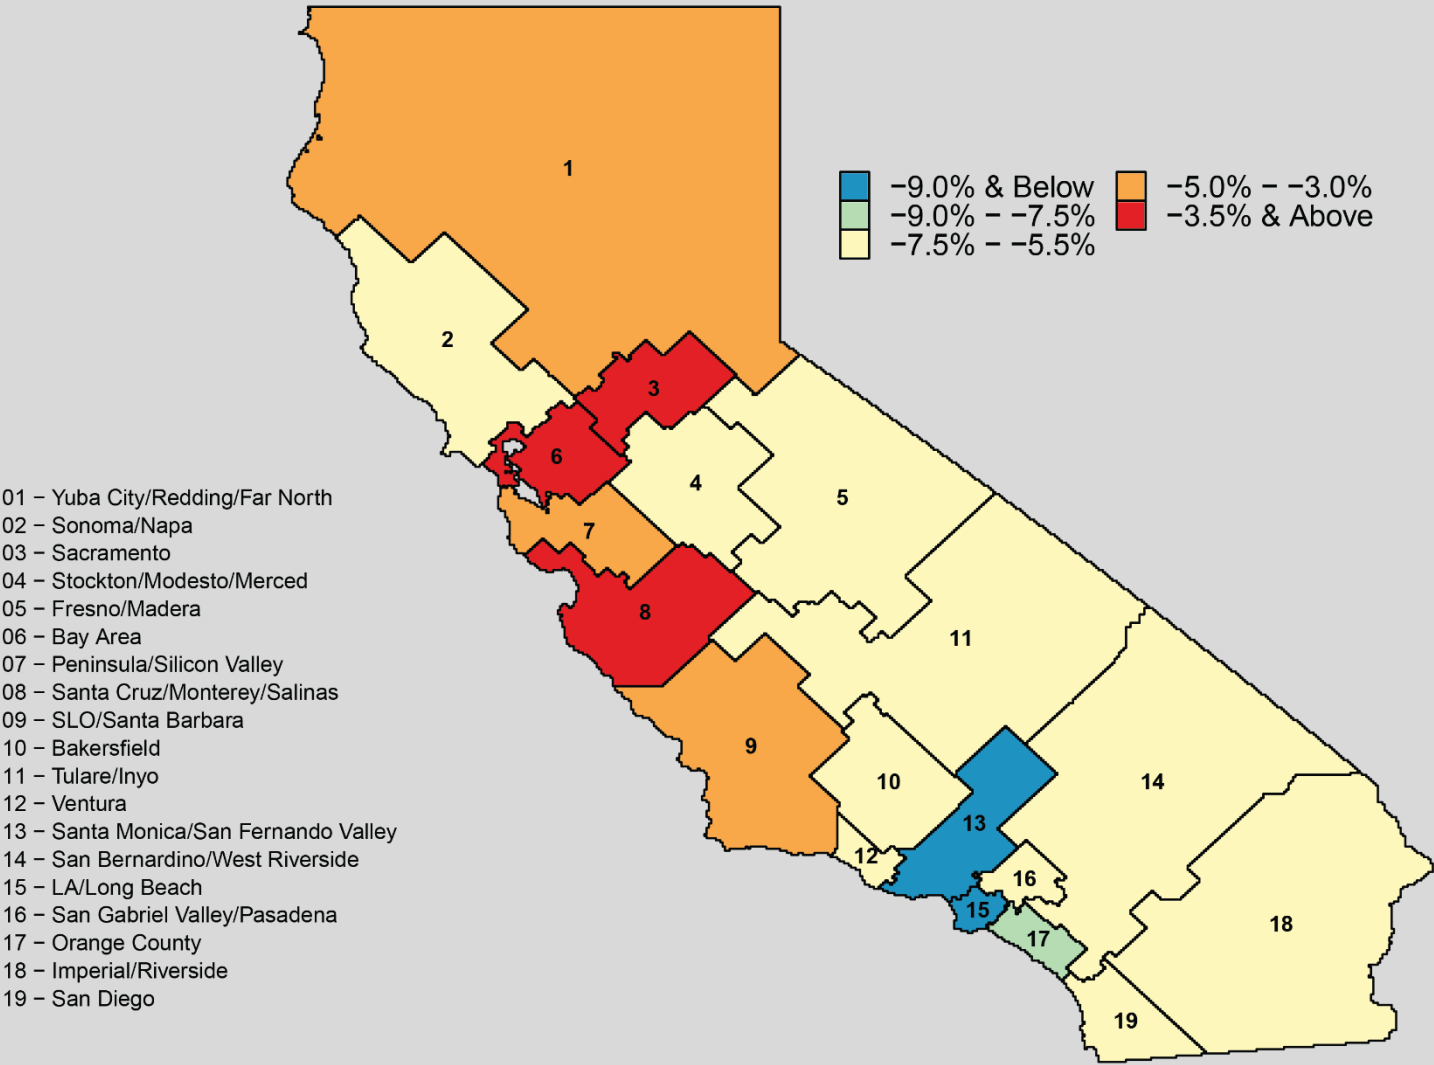 1
−9.0% & Below
−9.0% − −7.5%
−7.5% − −5.5%
−5.0% − −3.0%
−3.5% & Above
2
3
6
4
5
7
8
11
9
10
14
13
12
16
15
17
18
19
01 − Yuba City/Redding/Far North
02 − Sonoma/Napa
03 − Sacramento
04 − Stockton/Modesto/Merced
05 − Fresno/Madera
06 − Bay Area
07 − Peninsula/Silicon Valley
08 − Santa Cruz/Monterey/Salinas
09 − SLO/Santa Barbara
10 − Bakersfield
11 − Tulare/Inyo
12 − Ventura
13 − Santa Monica/San Fernando Valley
14 − San Bernardino/West Riverside
15 − LA/Long Beach
16 − San Gabriel Valley/Pasadena
17 − Orange County
18 − Imperial/Riverside
19 − San Diego